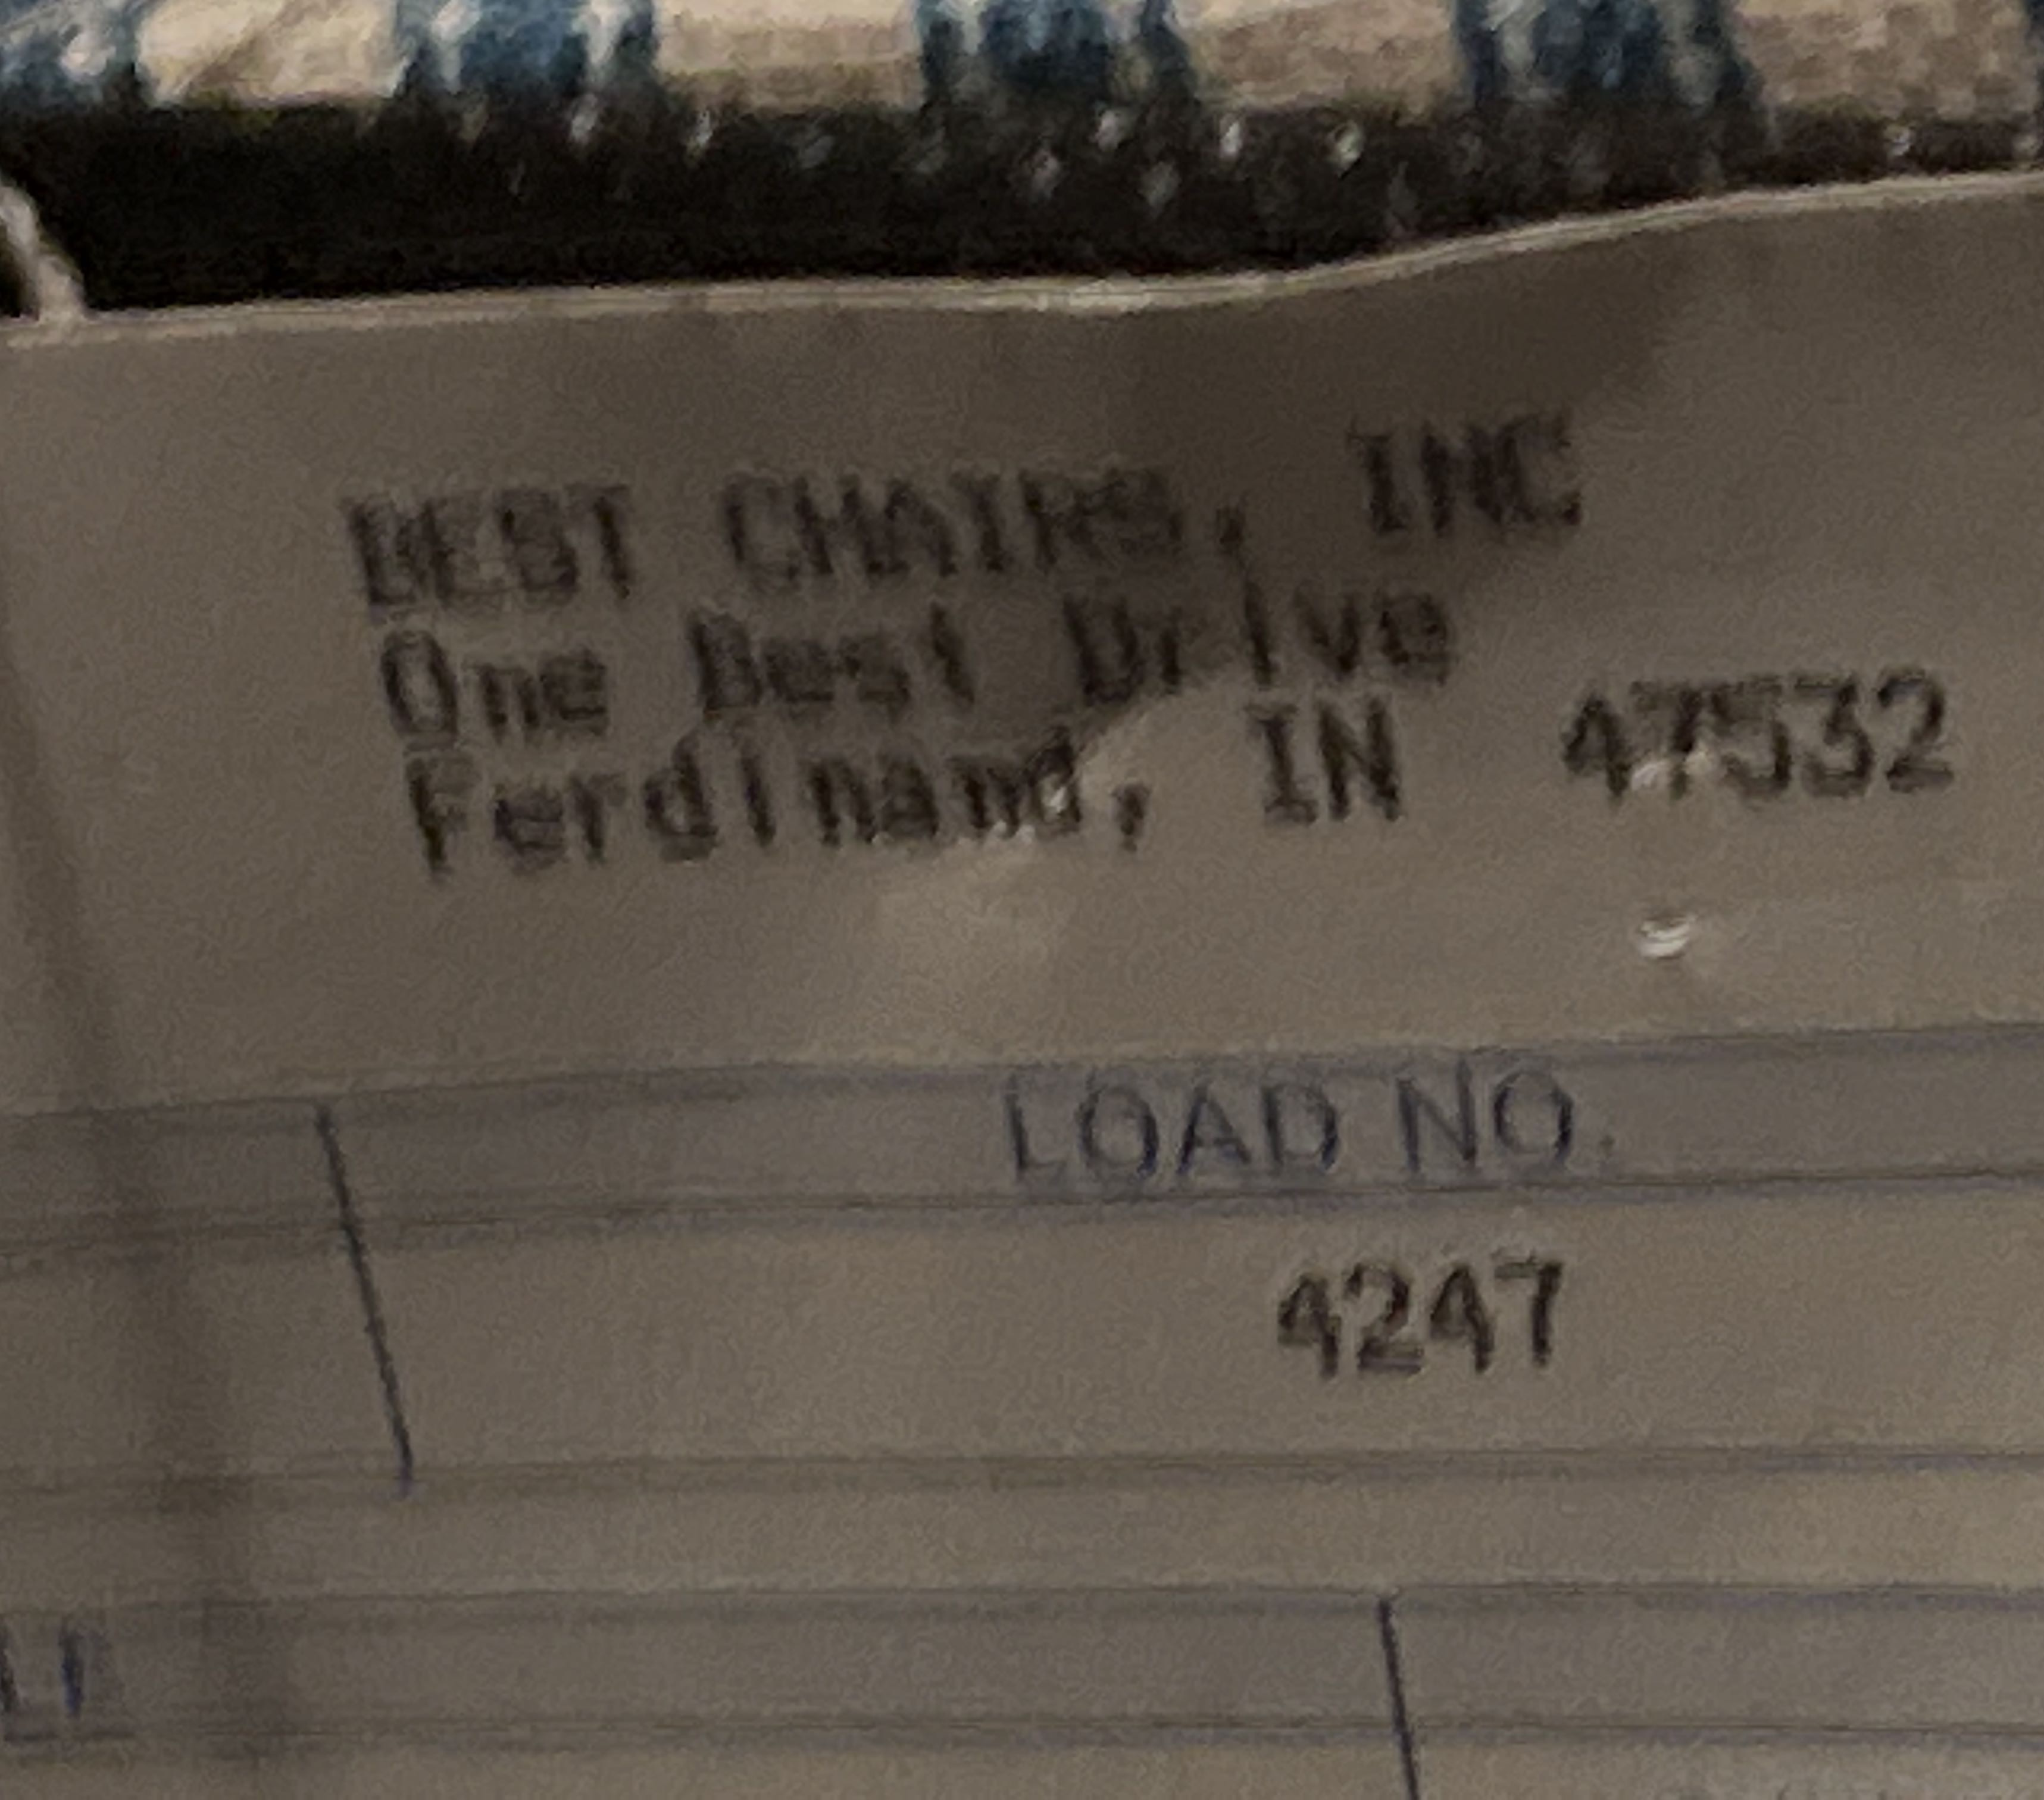 BEST CHAIRS, INC
One Best Drive
Ferdinand, IN 47532
LOAD NO.
4247